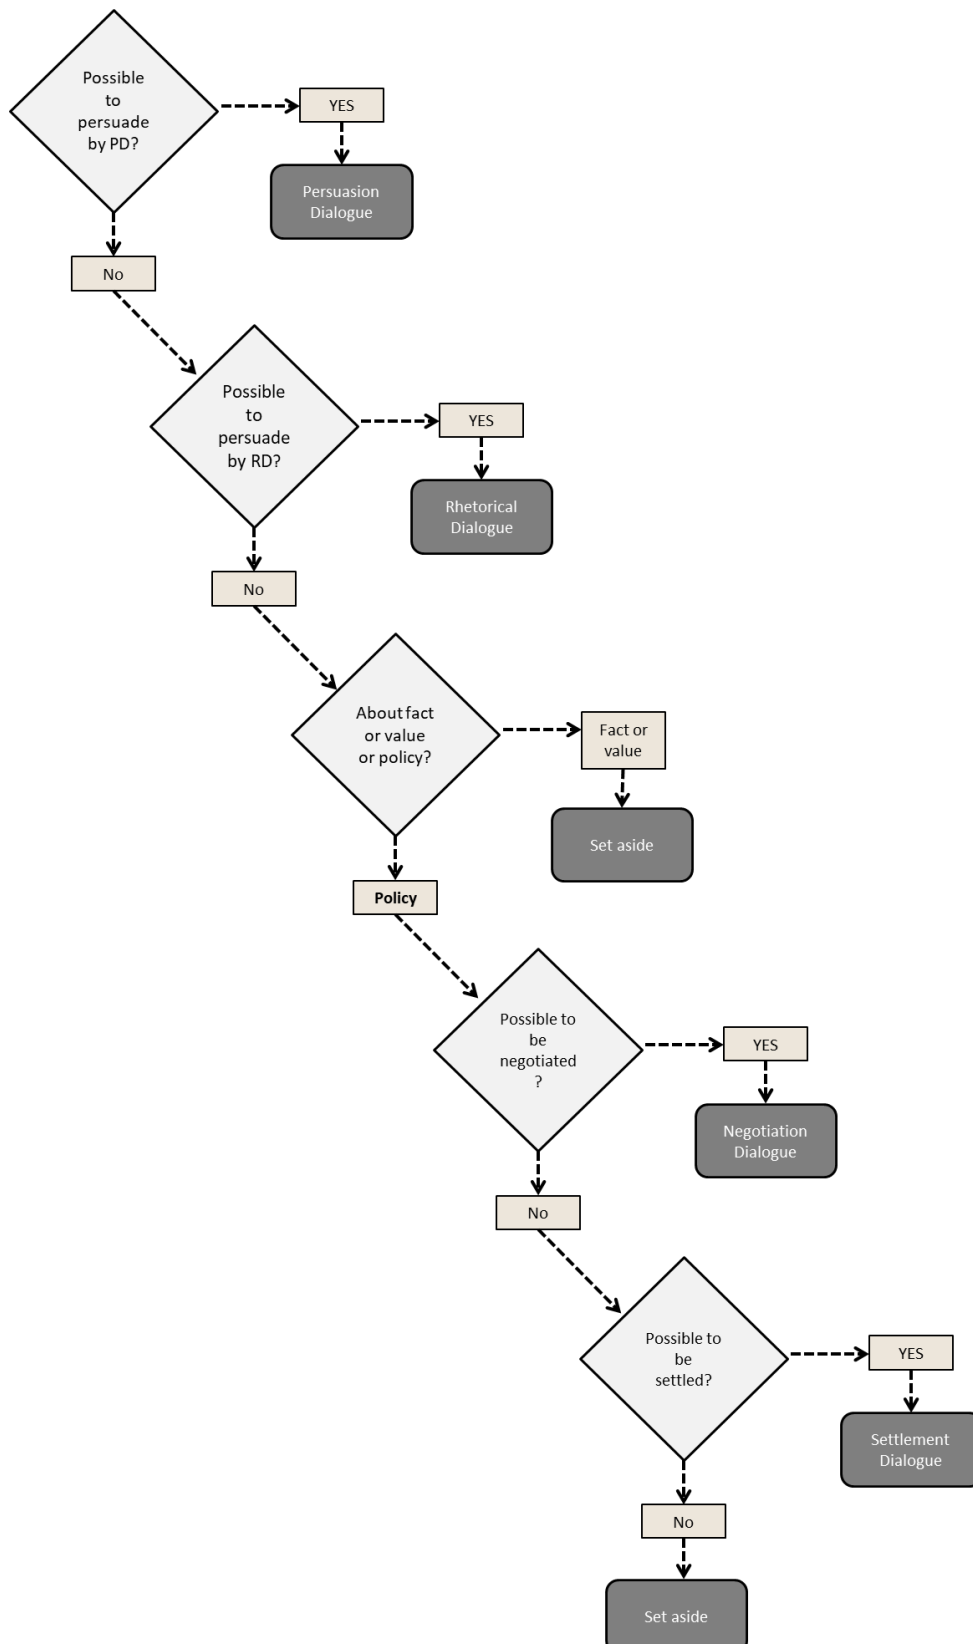 Possible
to
persuade
by PD?
YES
Persuasion
Dialogue
No
Possible
to
persuade
by RD?
YES
Rhetorical
Dialogue
No
About fact
or value
or policy?
Fact or
value
Set aside
Policy
Possible to
be
negotiated
?
YES
Negotiation
Dialogue
No
Possible to
be
settled?
YES
Settlement
Dialogue
No
Set aside